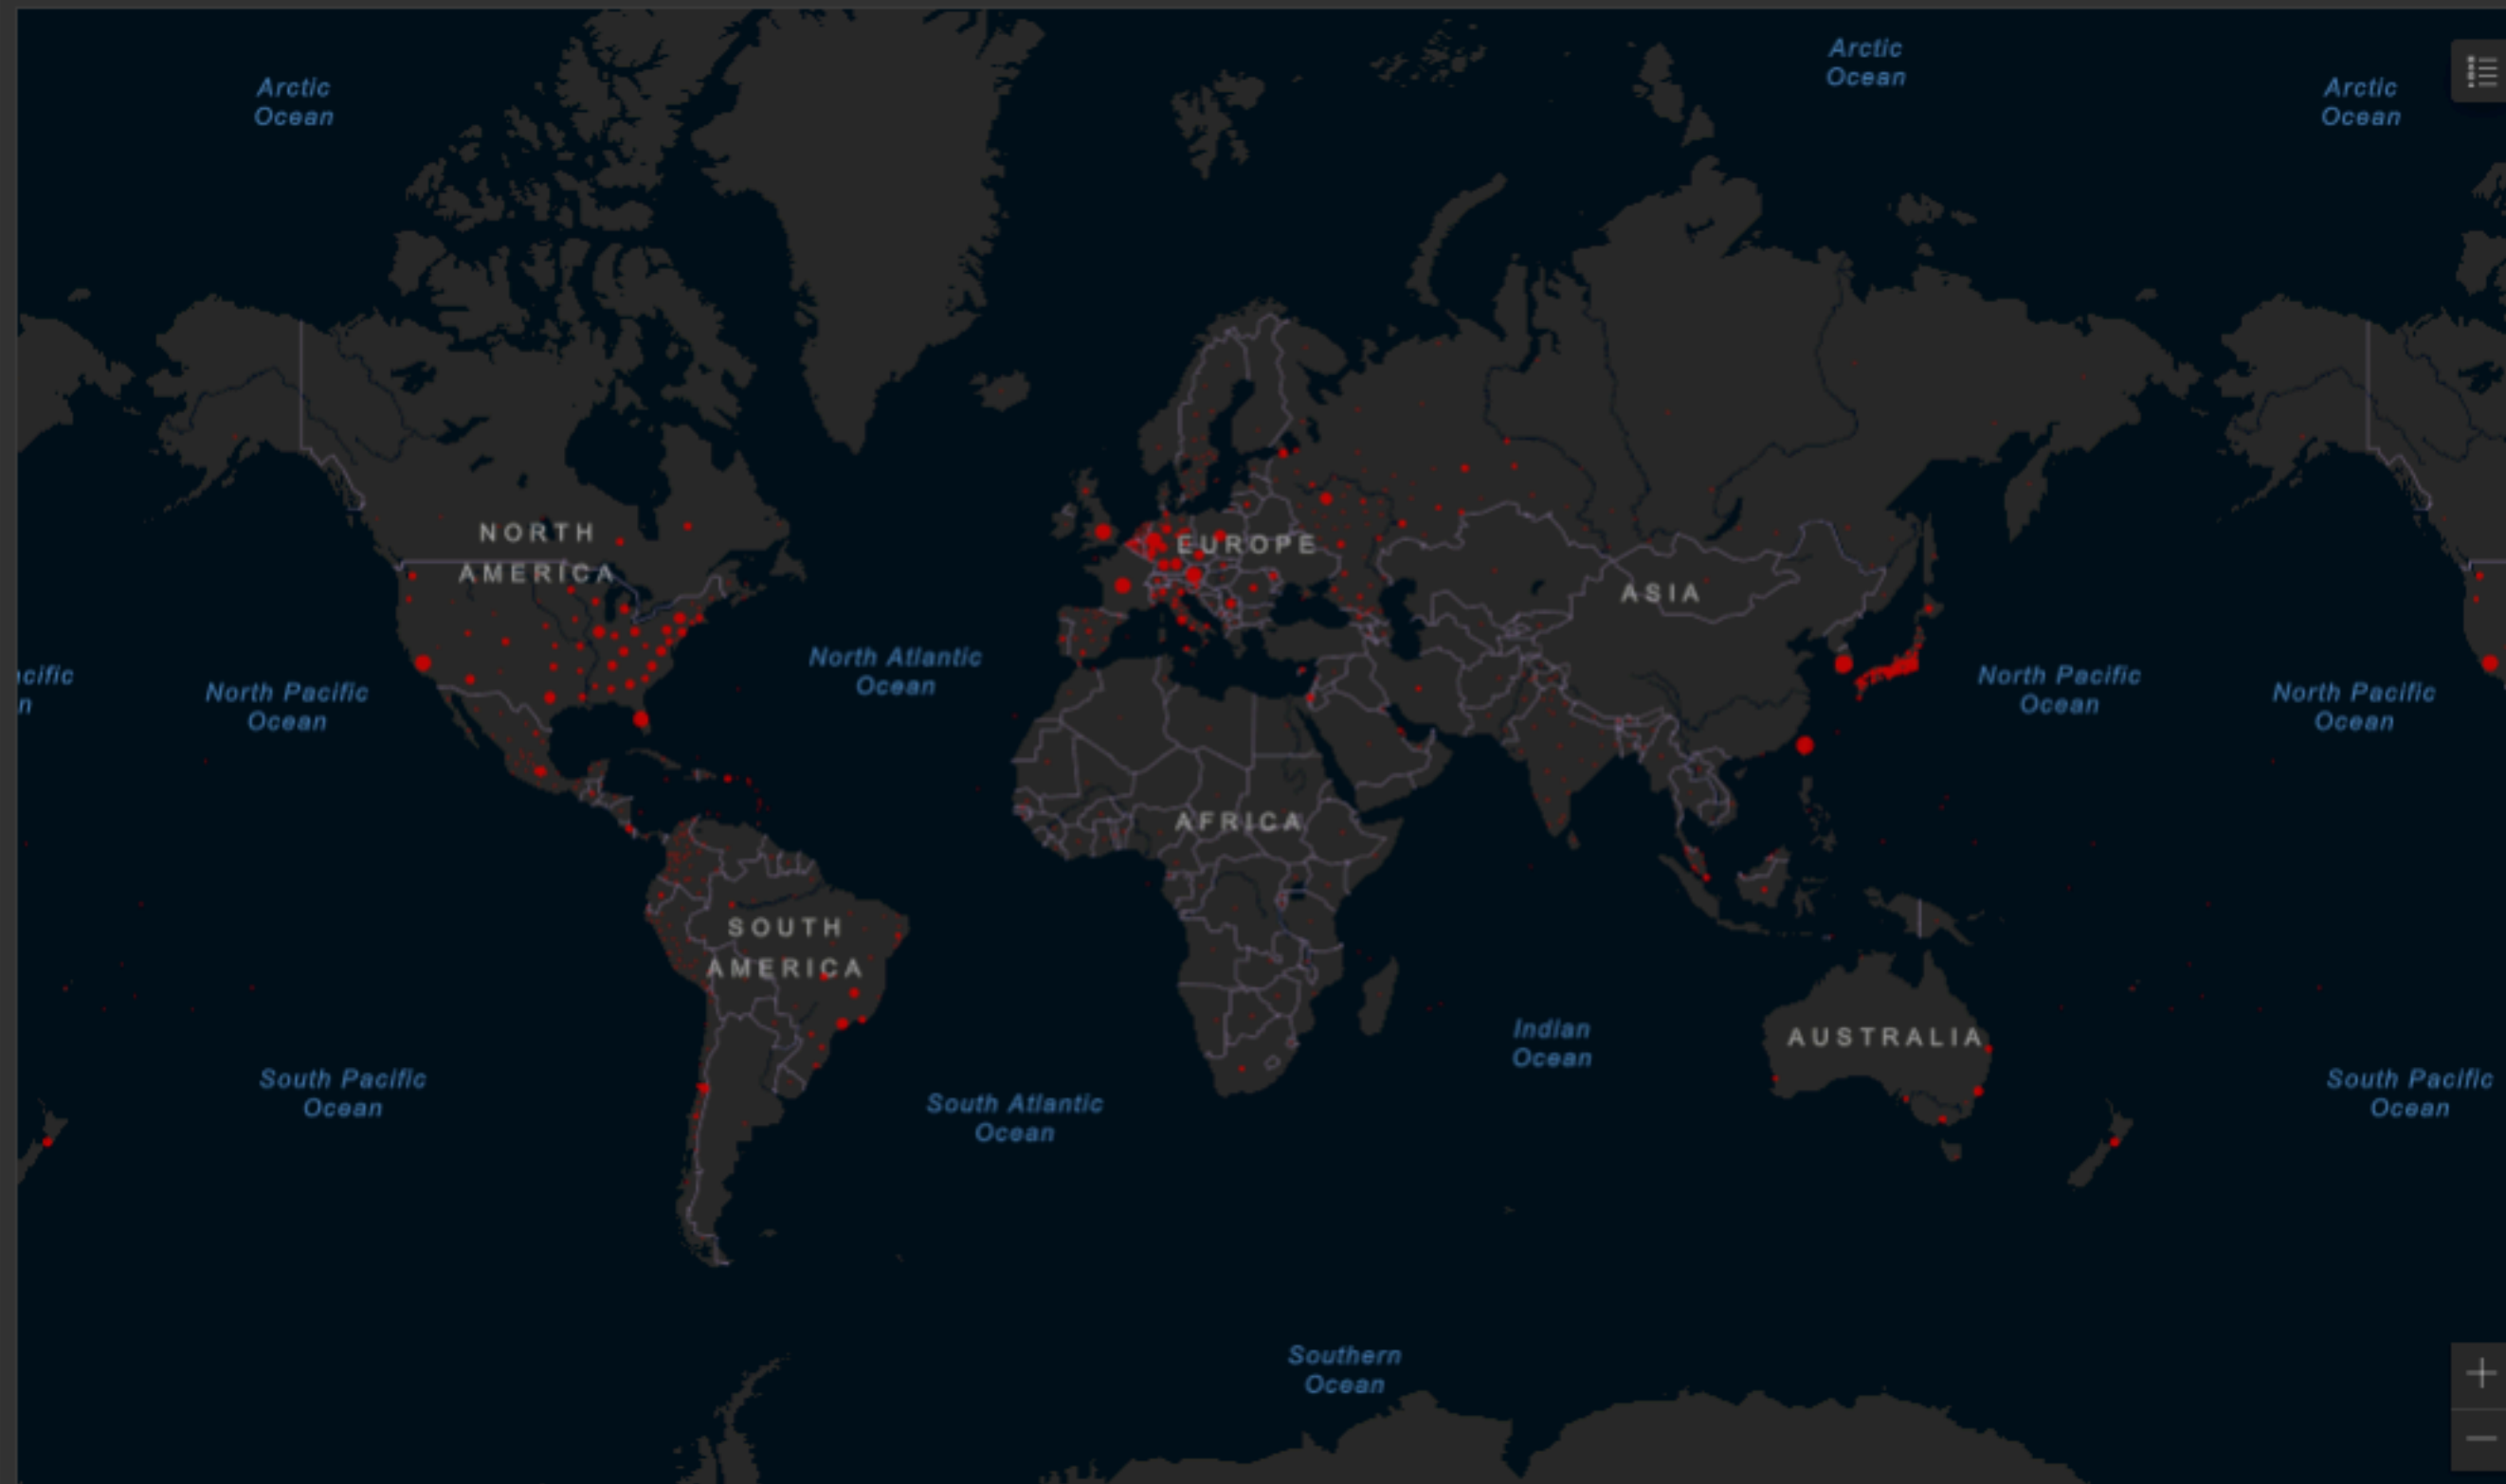 Arctic
Ocean
Arctic
Ocean
Arctic
Ocean
NORTH
AMERICA
EUROPE
ASIA
North Atlantic
Ocean
cific
n
North Pacific
Ocean
North Pacific
Ocean
North Pacific
Ocean
AFRICA
SOUTH
AMERICA
Indian
Ocean
AUSTRALIA
South Pacific
Ocean
South Atlantic
Ocean
South Pacific
Ocean
Southern
Ocean